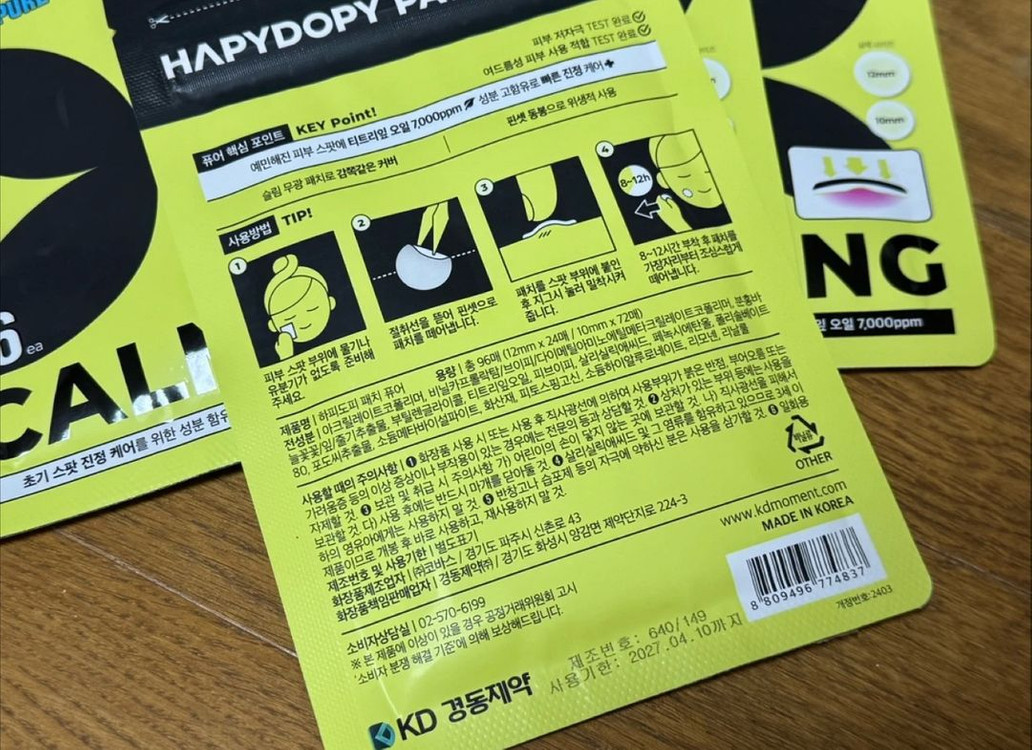 PURE
HAPYDOPY
피부 저자극 TEST 완료
여드름성 피부 사용 적합 TEST 완료
퓨어 핵심 포인트 KEY Point!
예민해진 피부 스팟에 티트리잎 오일 7,000ppm 성분 고함유로 빠른 진정 케어
슬림 무광 패치로 감쪽같은 커버
핀셋 동봉으로 위생적 사용
사용방법 TIP!
1
2
3
4
8~12h
피부 스팟 부위에 물기나
유분기가 없도록 준비해
주세요.
절취선을 뜯어 핀셋으로
패치를 떼어냅니다.
패치를 스팟 부위에 붙인
후 지그시 눌러 밀착시켜
줍니다.
8~12시간 부착 후 패치를
가장자리부터 조심스럽게
떼어냅니다.
제품명 | 하피도피 패치 퓨어
용량 | 총 96매 (12mm x 24매 | 10mm x 72매)
전성분 | 아크릴레이트코폴리머, 비닐카프로락탐/브이피/다이메틸아미노에틸메타크릴레이트코폴리머, 분홍바
늘꽃꽃/잎/줄기추출물, 부틸렌글라이콜, 티트리잎오일, 피브이피, 살리실릭애씨드, 페녹시에탄올, 폴리솔베이트
80, 포도씨추출물, 소듐메타바이설파이트, 화산재, 피토스핑고신, 소듐하이알루로네이트, 리모넨, 리날룰
사용할 때의 주의사항 | ❶ 화장품 사용 시 또는 사용 후 직사광선에 의하여 사용부위가 붉은 반점, 부어오름 또는
가려움증 등의 이상 증상이나 부작용이 있는 경우에는 전문의 등과 상담할 것 ❷ 상처가 있는 부위 등에는 사용을
자제할 것 ❸ 보관 및 취급 시 주의사항 가) 어린이의 손이 닿지 않는 곳에 보관할 것 나) 직사광선을 피해서
보관할 것 다) 사용 후에는 반드시 마개를 닫아둘 것 ❹ 살리실릭애씨드 및 그 염류를 함유하고 있으므로 3세 이
하의 영유아에게는 사용하지 말 것 ❺ 반창고나 습포제 등의 자극에 약하신 분은 사용을 삼가할 것 ❻ 일회용
제품이므로 개봉 후 바로 사용하고, 재사용하지 말 것
제조번호 및 사용기한 | 별도표기
화장품제조업자 | ㈜코바스 / 경기도 파주시 신촌로 43
화장품책임판매업자 | 경동제약㈜ / 경기도 화성시 양감면 제약단지로 224-3
소비자상담실 | 02-570-6199
※ 본 제품에 이상이 있을 경우 공정거래위원회 고시
'소비자 분쟁 해결 기준'에 의해 보상해드립니다.
비닐류
OTHER
www.kdmoment.com
MADE IN KOREA
8 809496 774837
개정번호:2403
제조번호: 640/149
사용기한: 2027.04.10까지
KD 경동제약
6 ea
CALM
초기 스팟 진정 케어를 위한 성분 함유
12mm
10mm
NG
잎 오일 7,000ppm